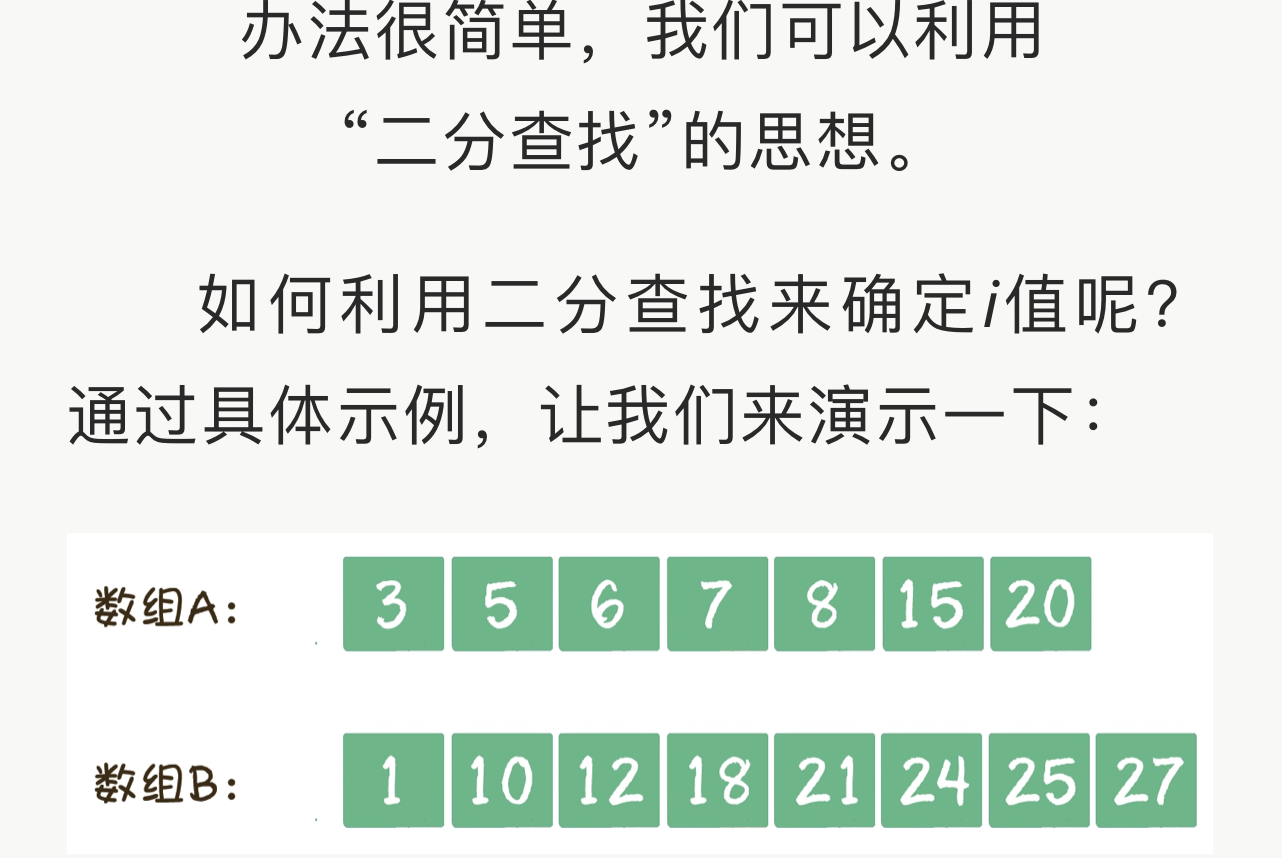 办法很简单，我们可以利用
“二分查找”的思想。
如何利用二分查找来确定i值呢？
通过具体示例，让我们来演示一下：
数组A： 3 5 6 7 8 15 20
数组B： 1 10 12 18 21 24 25 27